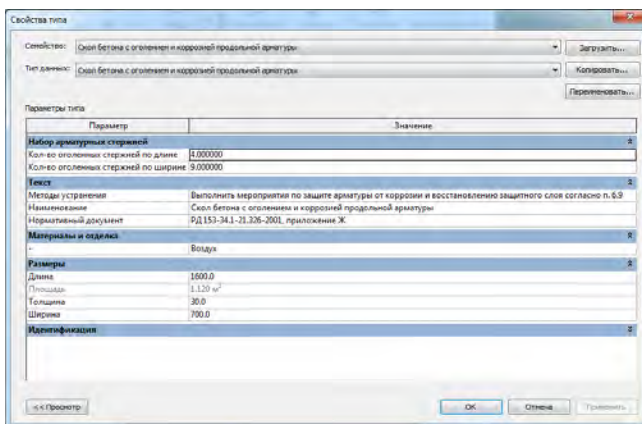 Свойства типа
Семейство: Скол бетона с оголением и коррозией продольной арматуры Загрузить...
Тип данных: Скол бетона с оголением и коррозией продольной арматуры Копировать...
Переименовать...
Параметры типа
Параметр Значение
Набор арматурных стержней
Кол-во оголенных стержней по длине 4.000000
Кол-во оголенных стержней по ширине 9.000000
Текст
Методы устранения Выполнить мероприятия по защите арматуры от коррозии и восстановлению защитного слоя согласно п. 6.9
Наименование Скол бетона с оголением и коррозией продольной арматуры
Нормативный документ РД 153-34.1-21.326-2001, приложение Ж
Материалы и отделка
- Воздух
Размеры
Длина 1600.0
Площадь 1.120 м²
Толщина 30.0
Ширина 700.0
Идентификация
<< Просмотр OK Отмена Применить